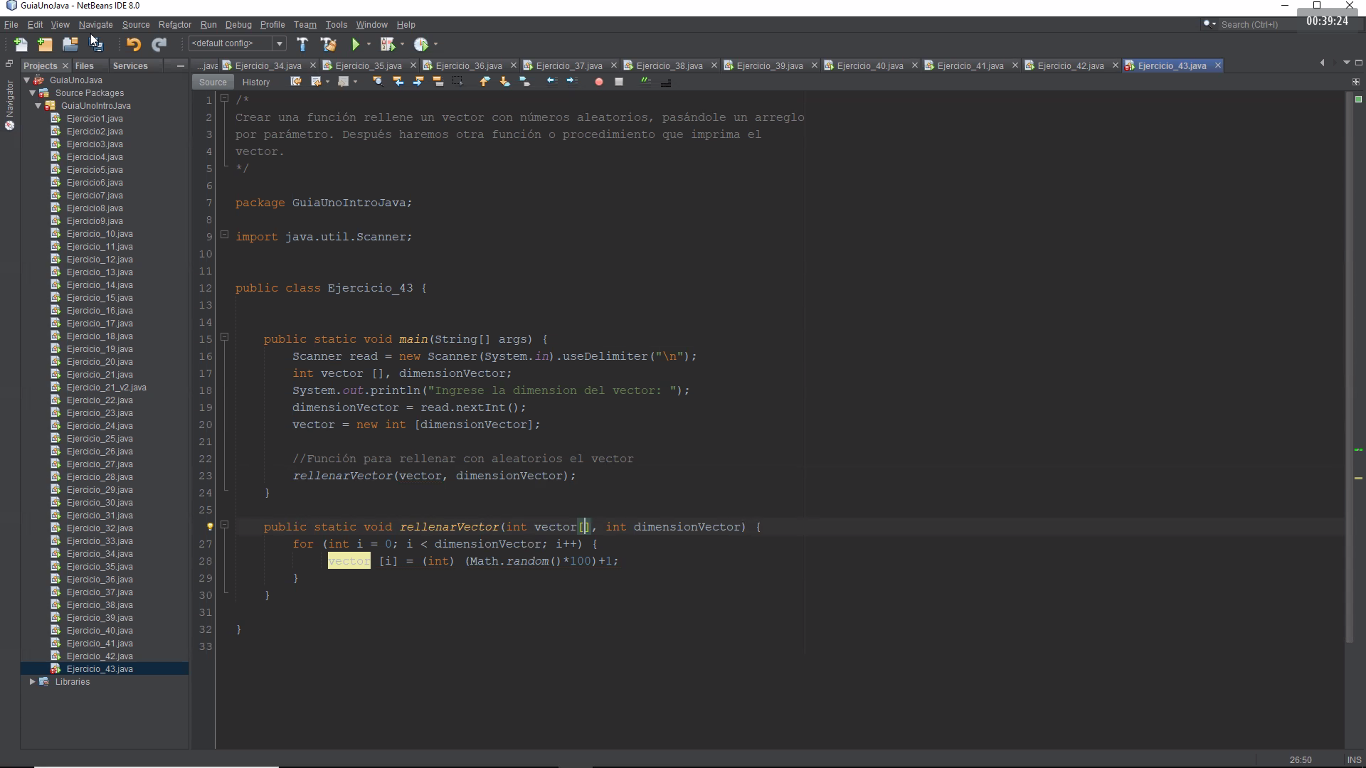 GuiaUnoJava - NetBeans IDE 8.0
File Edit View Navigate Source Refactor Run Debug Profile Team Tools Window Help
Search (Ctrl+I)
00:39:24
<default config>
Projects Files Services
...java Ejercicio_34.java Ejercicio_35.java Ejercicio_36.java Ejercicio_37.java Ejercicio_38.java Ejercicio_39.java Ejercicio_40.java Ejercicio_41.java Ejercicio_42.java Ejercicio_43.java
Source History
Navigator
GuiaUnoJava
Source Packages
GuiaUnoIntroJava
Ejercicio1.java
Ejercicio2.java
Ejercicio3.java
Ejercicio4.java
Ejercicio5.java
Ejercicio6.java
Ejercicio7.java
Ejercicio8.java
Ejercicio9.java
Ejercicio_10.java
Ejercicio_11.java
Ejercicio_12.java
Ejercicio_13.java
Ejercicio_14.java
Ejercicio_15.java
Ejercicio_16.java
Ejercicio_17.java
Ejercicio_18.java
Ejercicio_19.java
Ejercicio_20.java
Ejercicio_21.java
Ejercicio_21_v2.java
Ejercicio_22.java
Ejercicio_23.java
Ejercicio_24.java
Ejercicio_25.java
Ejercicio_26.java
Ejercicio_27.java
Ejercicio_28.java
Ejercicio_29.java
Ejercicio_30.java
Ejercicio_31.java
Ejercicio_32.java
Ejercicio_33.java
Ejercicio_34.java
Ejercicio_35.java
Ejercicio_36.java
Ejercicio_37.java
Ejercicio_38.java
Ejercicio_39.java
Ejercicio_40.java
Ejercicio_41.java
Ejercicio_42.java
Ejercicio_43.java
Libraries
1 /*
2 Crear una función rellene un vector con números aleatorios, pasándole un arreglo
3 por parámetro. Después haremos otra función o procedimiento que imprima el
4 vector.
5 */
6
7 package GuiaUnoIntroJava;
8
9 import java.util.Scanner;
10
11
12 public class Ejercicio_43 {
13
14
15 public static void main(String[] args) {
16 Scanner read = new Scanner(System.in).useDelimiter("\n");
17 int vector [], dimensionVector;
18 System.out.println("Ingrese la dimension del vector: ");
19 dimensionVector = read.nextInt();
20 vector = new int [dimensionVector];
21
22 //Función para rellenar con aleatorios el vector
23 rellenarVector(vector, dimensionVector);
24 }
25
public static void rellenarVector(int vector[], int dimensionVector) {
27 for (int i = 0; i < dimensionVector; i++) {
28 vector [i] = (int) (Math.random()*100)+1;
29 }
30 }
31
32 }
33
26:50 INS